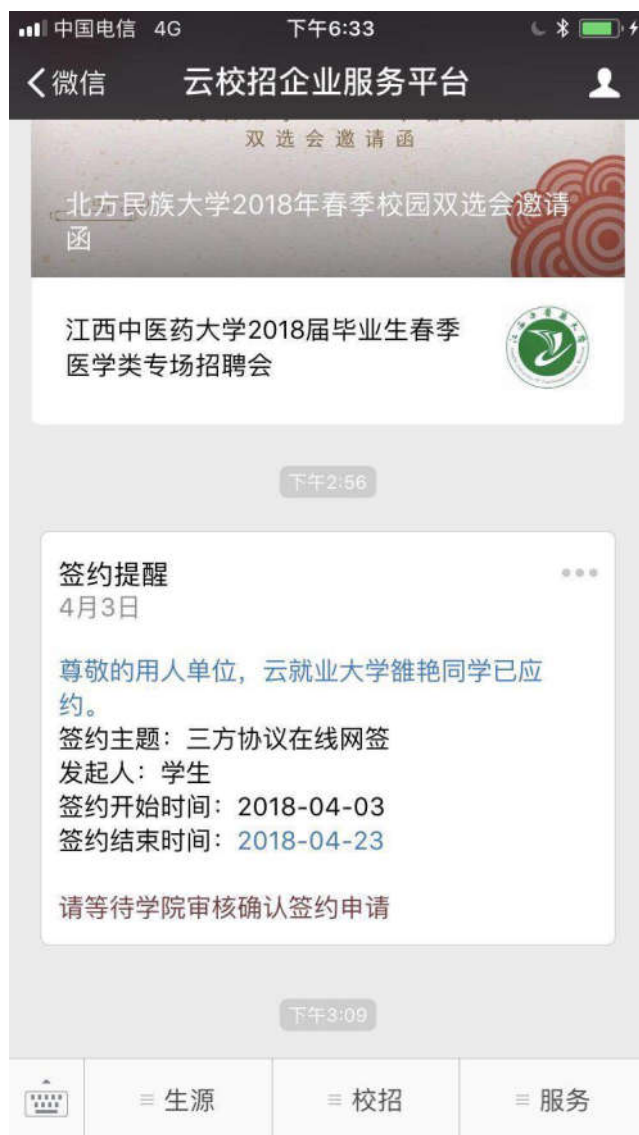 中国电信 4G 下午6:33
微信 云校招企业服务平台
双选会邀请函
北方民族大学2018年春季校园双选会邀请
函
江西中医药大学2018届毕业生春季
医学类专场招聘会
下午2:56
签约提醒
4月3日
尊敬的用人单位，云就业大学雒艳同学已应
约。
签约主题：三方协议在线网签
发起人：学生
签约开始时间：2018-04-03
签约结束时间：2018-04-23
请等待学院审核确认签约申请
下午3:09
生源 校招 服务